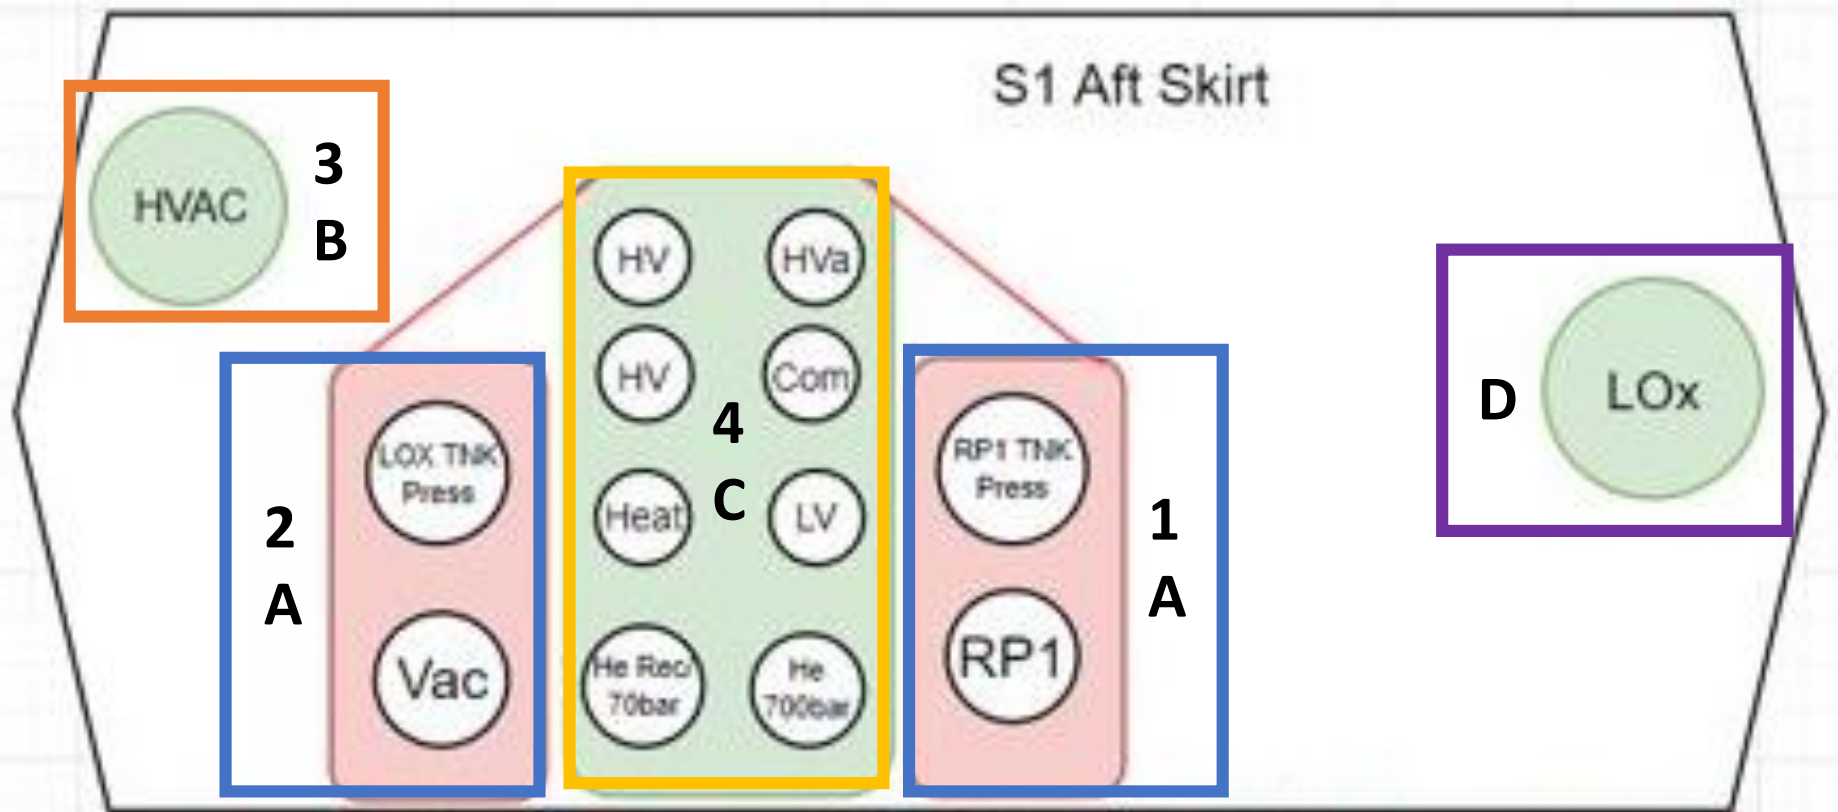 S1 Aft Skirt
HVAC
3
B
HV
HVa
HV
Com
4
C
Heat
LV
He Rec/
70bar
He
700bar
LOX TNK
Press
2
A
Vac
RP1 TNK
Press
1
A
RP1
D
LOx